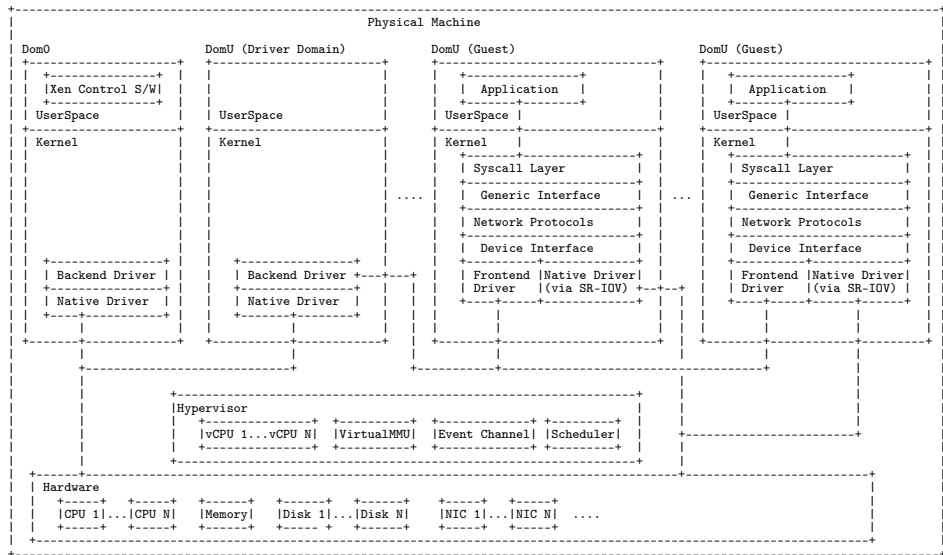 Physical Machine
Dom0 DomU (Driver Domain) DomU (Guest) DomU (Guest)
Xen Control S/W Application Application
UserSpace UserSpace UserSpace UserSpace
Kernel Kernel Kernel Kernel
Syscall Layer Syscall Layer
.... Generic Interface ... Generic Interface
Network Protocols Network Protocols
Device Interface Device Interface
Backend Driver Backend Driver Frontend Native Driver Frontend Native Driver
Native Driver Native Driver Driver (via SR-IOV) Driver (via SR-IOV)
Hypervisor
vCPU 1...vCPU N VirtualMMU Event Channel Scheduler
Hardware
CPU 1 ... CPU N Memory Disk 1 ... Disk N NIC 1 ... NIC N ....